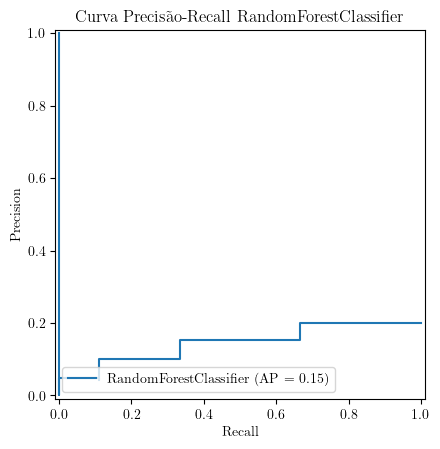 Curva Precisão-Recall RandomForestClassifier
1.0
0.8
0.6
0.4
0.2
0.0
Precision
RandomForestClassifier (AP = 0.15)
0.0 0.2 0.4 0.6 0.8 1.0
Recall